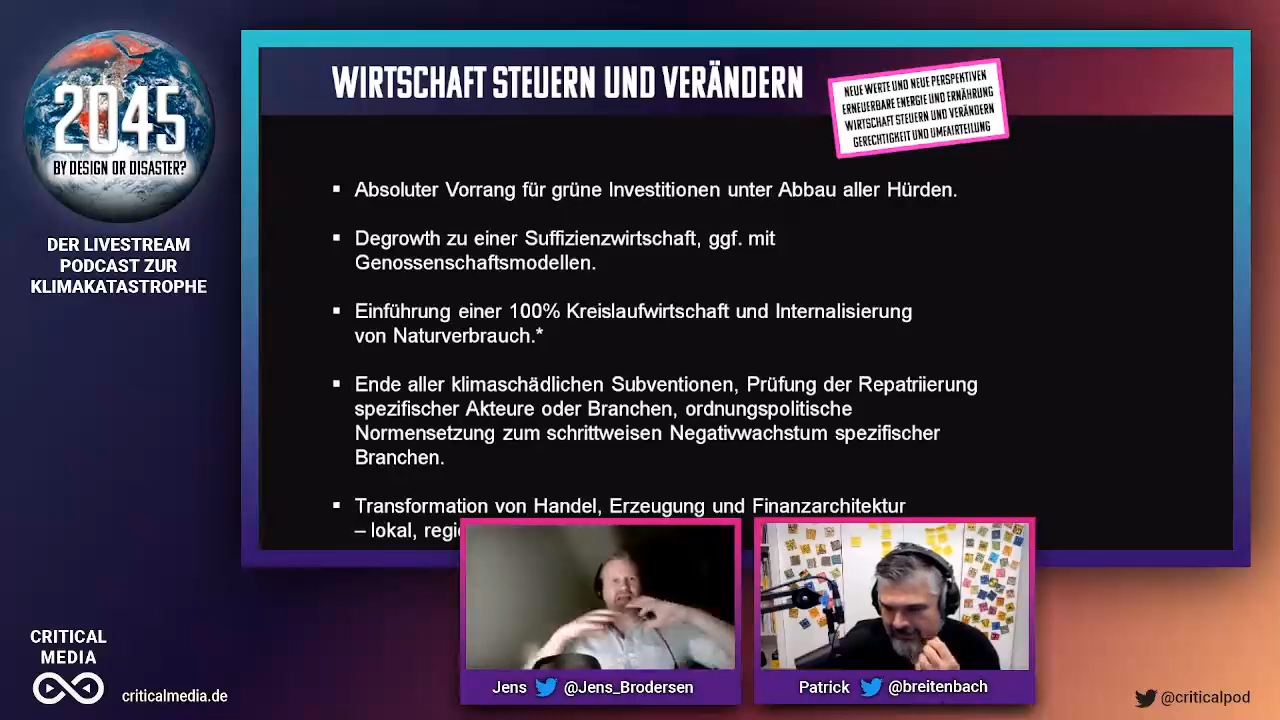 2045
BY DESIGN OR DISASTER?
DER LIVESTREAM
PODCAST ZUR
KLIMAKATASTROPHE
WIRTSCHAFT STEUERN UND VERÄNDERN
NEUE WERTE UND NEUE PERSPEKTIVEN
ERNEUERBARE ENERGIE UND ERNÄHRUNG
WIRTSCHAFT STEUERN UND VERÄNDERN
GERECHTIGKEIT UND UMFAIRTEILUNG
▪ Absoluter Vorrang für grüne Investitionen unter Abbau aller Hürden.
▪ Degrowth zu einer Suffizienzwirtschaft, ggf. mit
Genossenschaftsmodellen.
▪ Einführung einer 100% Kreislaufwirtschaft und Internalisierung
von Naturverbrauch.*
▪ Ende aller klimaschädlichen Subventionen, Prüfung der Repatriierung
spezifischer Akteure oder Branchen, ordnungspolitische
Normensetzung zum schrittweisen Negativwachstum spezifischer
Branchen.
▪ Transformation von Handel, Erzeugung und Finanzarchitektur
– lokal,
Jens @Jens_Brodersen
Patrick @breitenbach
CRITICAL
MEDIA
criticalmedia.de
@criticalpod